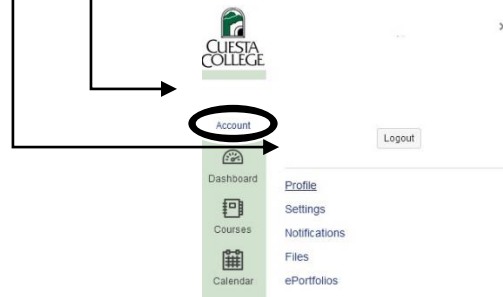 CUESTA
COLLEGE
Account
Logout
Dashboard
Profile
Settings
Courses
Notifications
Files
Calendar
ePortfolios